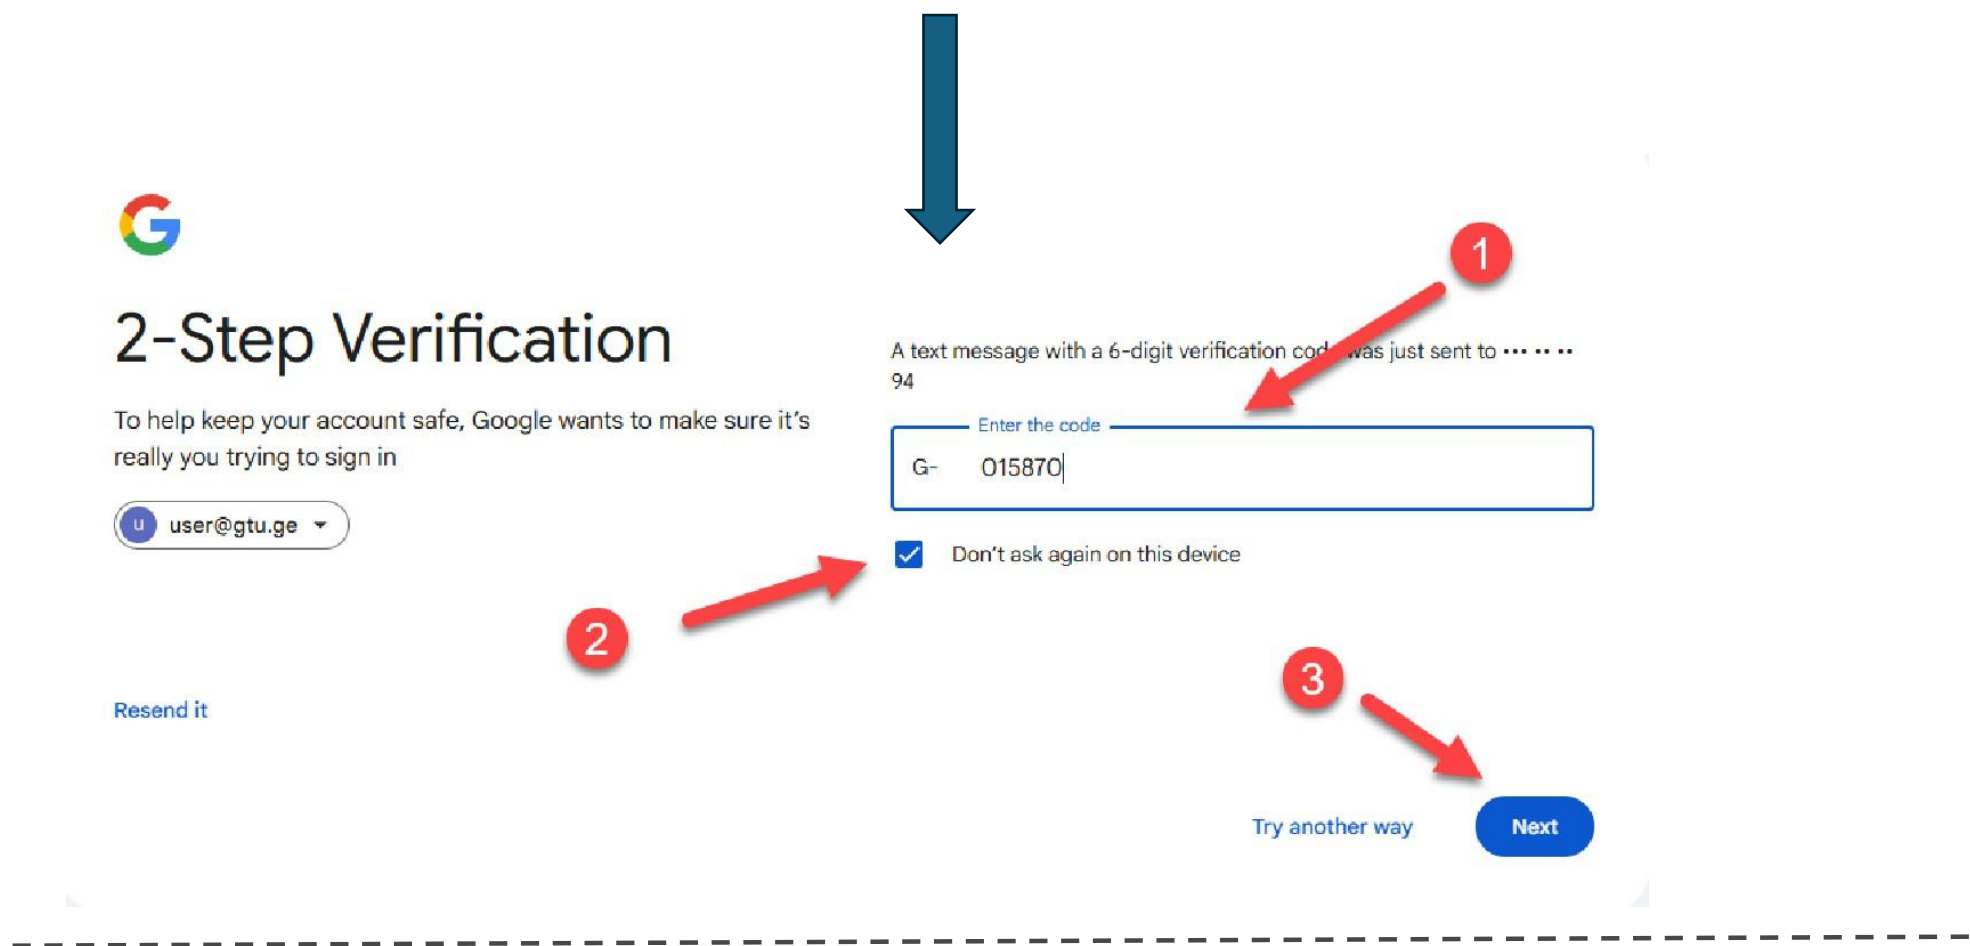 2-Step Verification
To help keep your account safe, Google wants to make sure it's
really you trying to sign in
u user@gtu.ge
Resend it
1
A text message with a 6-digit verification code was just sent to ••• •• ••
94
Enter the code
G- 015870
Don't ask again on this device
2
3
Try another way
Next